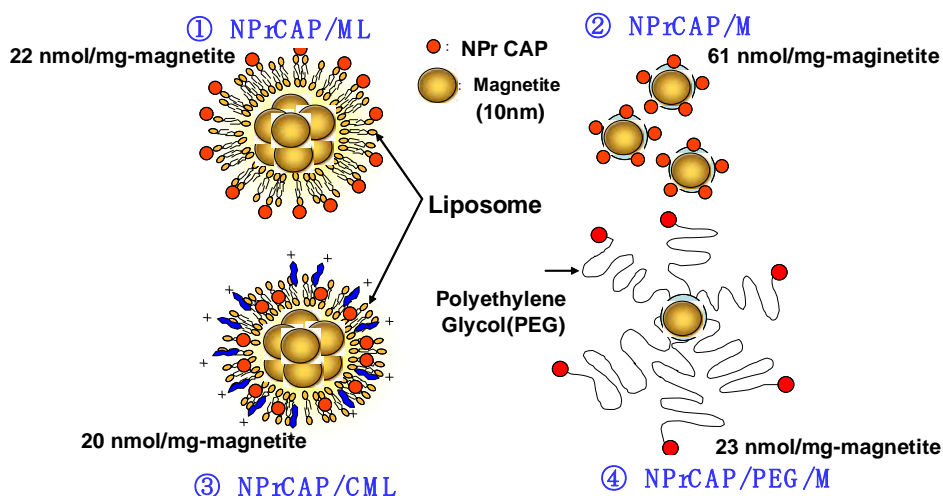 ① NPrCAP/ML
② NPrCAP/M
22 nmol/mg-magnetite
: NPr CAP
61 nmol/mg-maginetite
: Magnetite
(10nm)
Liposome
Polyethylene
Glycol(PEG)
+ + + + + + + + + +
20 nmol/mg-magnetite
23 nmol/mg-magnetite
③ NPrCAP/CML
④ NPrCAP/PEG/M